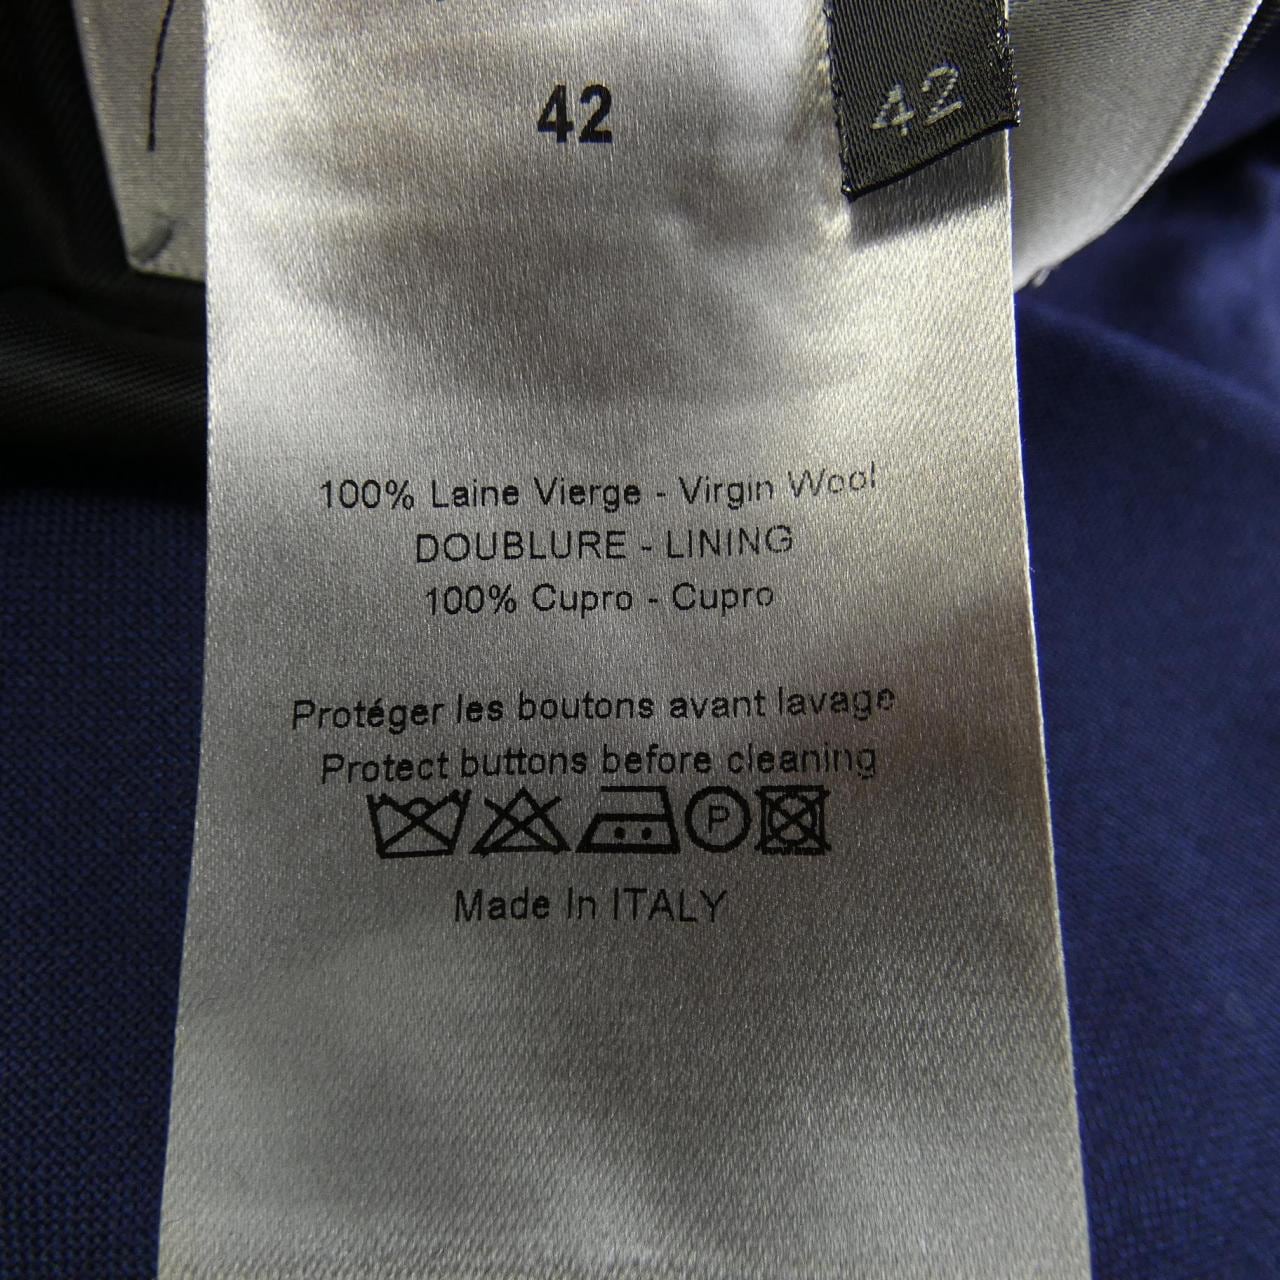 42
42
100% Laine Vierge - Virgin Wool
DOUBLURE - LINING
100% Cupro - Cupro
Protéger les boutons avant lavage
Protect buttons before cleaning
P
Made In ITALY